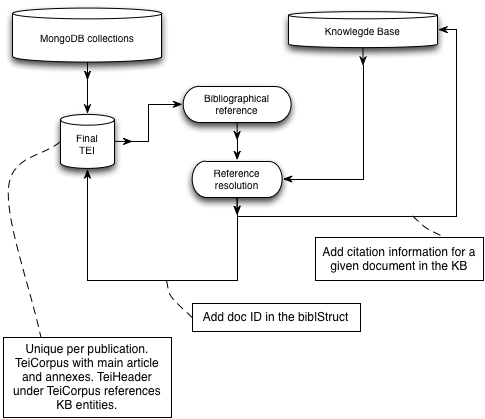 MongoDB collections
Knowlegde Base
Bibliographical
reference
Final
TEI
Reference
resolution
Add citation information for a
given document in the KB
Add doc ID in the biblStruct
Unique per publication.
TeiCorpus with main article
and annexes. TeiHeader
under TeiCorpus references
KB entities.